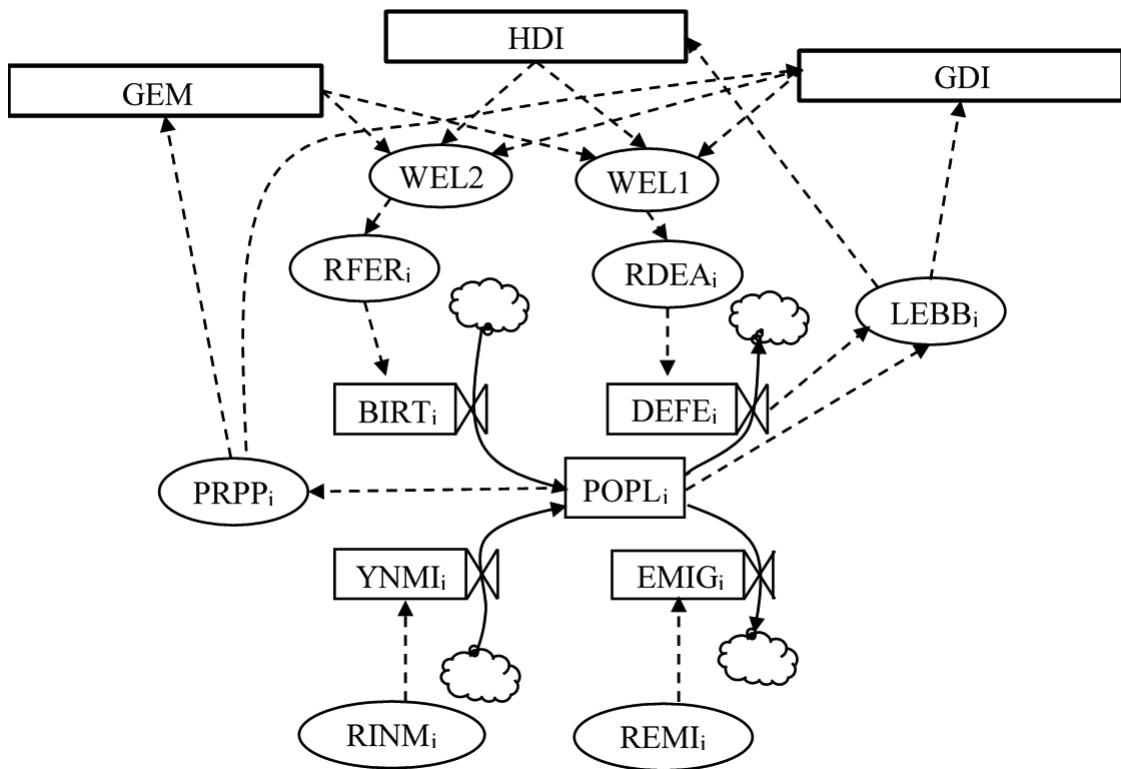 HDI
GEM
GDI
WEL2
WEL1
RFERi
RDEAi
LEBBi
BIRTi
DEFEi
PRPPi
POPLi
YNMIi
EMIGi
RINMi
REMIi